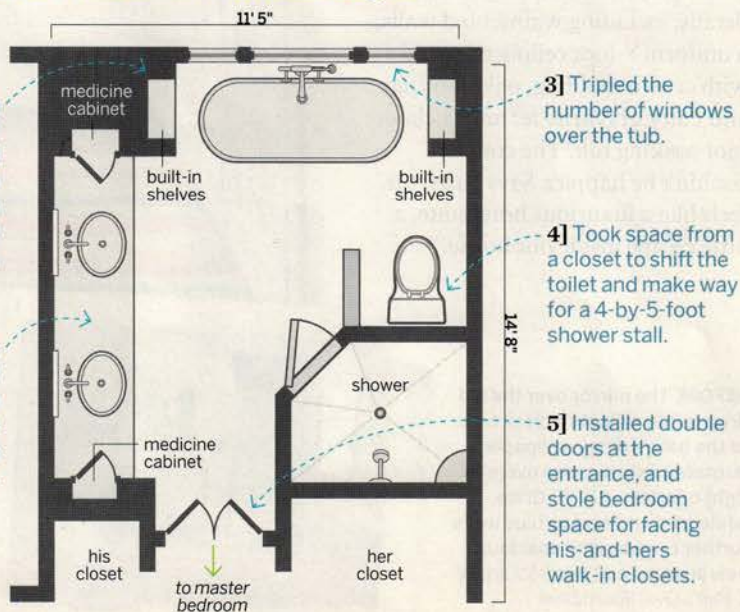 11' 5"
medicine
cabinet
built-in
shelves
built-in
shelves
3] Tripled the
number of windows
over the tub.
4] Took space from
a closet to shift the
toilet and make way
for a 4-by-5-foot
shower stall.
14' 8"
shower
medicine
cabinet
5] Installed double
doors at the
entrance, and
stole bedroom
space for facing
his-and-hers
walk-in closets.
his
closet
to master
bedroom
her
closet